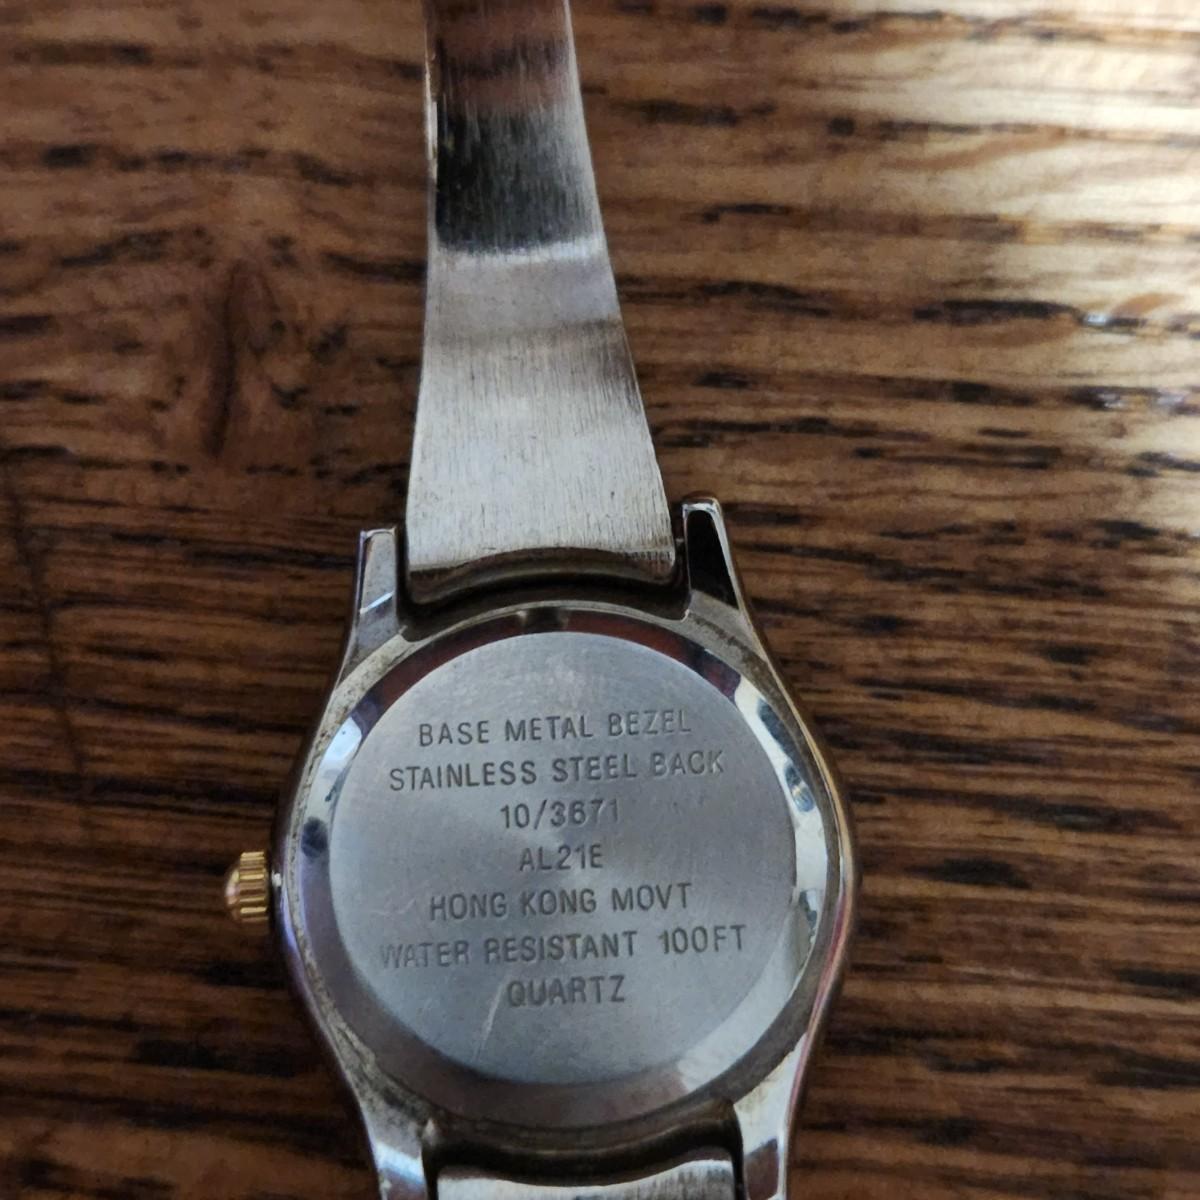 BASE METAL BEZEL
STAINLESS STEEL BACK
10/3671
AL21E
HONG KONG MOVT
WATER RESISTANT 100FT
QUARTZ